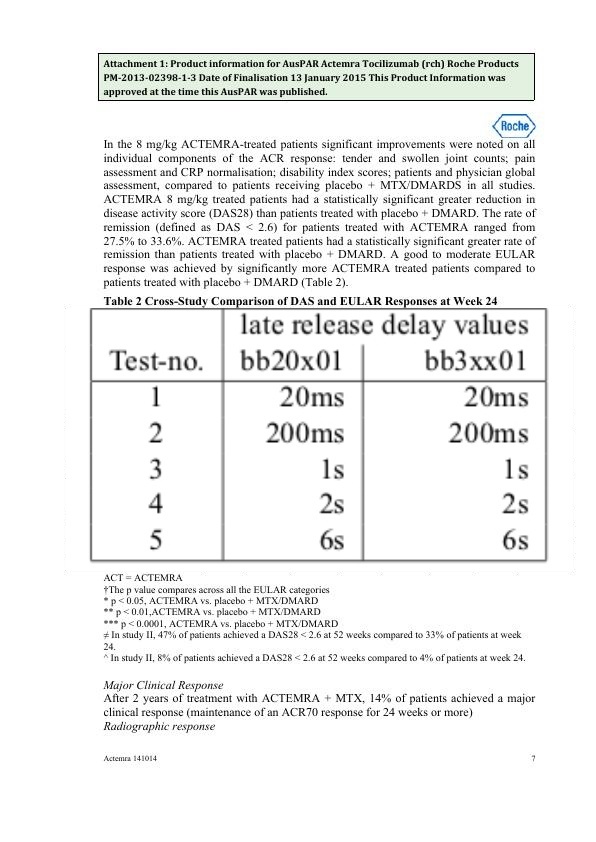 Attachment 1: Product information for AusPAR Actemra Tocilizumab (rch) Roche Products
PM-2013-02398-1-3 Date of Finalisation 13 January 2015 This Product Information was
approved at the time this AusPAR was published.
Roche
In the 8 mg/kg ACTEMRA-treated patients significant improvements were noted on all
individual components of the ACR response: tender and swollen joint counts; pain
assessment and CRP normalisation; disability index scores; patients and physician global
assessment, compared to patients receiving placebo + MTX/DMARDS in all studies.
ACTEMRA 8 mg/kg treated patients had a statistically significant greater reduction in
disease activity score (DAS28) than patients treated with placebo + DMARD. The rate of
remission (defined as DAS < 2.6) for patients treated with ACTEMRA ranged from
27.5% to 33.6%. ACTEMRA treated patients had a statistically significant greater rate of
remission than patients treated with placebo + DMARD. A good to moderate EULAR
response was achieved by significantly more ACTEMRA treated patients compared to
patients treated with placebo + DMARD (Table 2).
Table 2 Cross-Study Comparison of DAS and EULAR Responses at Week 24
late release delay values
Test-no. bb20x01 bb3xx01
1 20ms 20ms
2 200ms 200ms
3 1s 1s
4 2s 2s
5 6s 6s
ACT = ACTEMRA
†The p value compares across all the EULAR categories
* p < 0.05, ACTEMRA vs. placebo + MTX/DMARD
** p < 0.01,ACTEMRA vs. placebo + MTX/DMARD
*** p < 0.0001, ACTEMRA vs. placebo + MTX/DMARD
≠ In study II, 47% of patients achieved a DAS28 < 2.6 at 52 weeks compared to 33% of patients at week
24.
^ In study II, 8% of patients achieved a DAS28 < 2.6 at 52 weeks compared to 4% of patients at week 24.
Major Clinical Response
After 2 years of treatment with ACTEMRA + MTX, 14% of patients achieved a major
clinical response (maintenance of an ACR70 response for 24 weeks or more)
Radiographic response
Actemra 141014 7